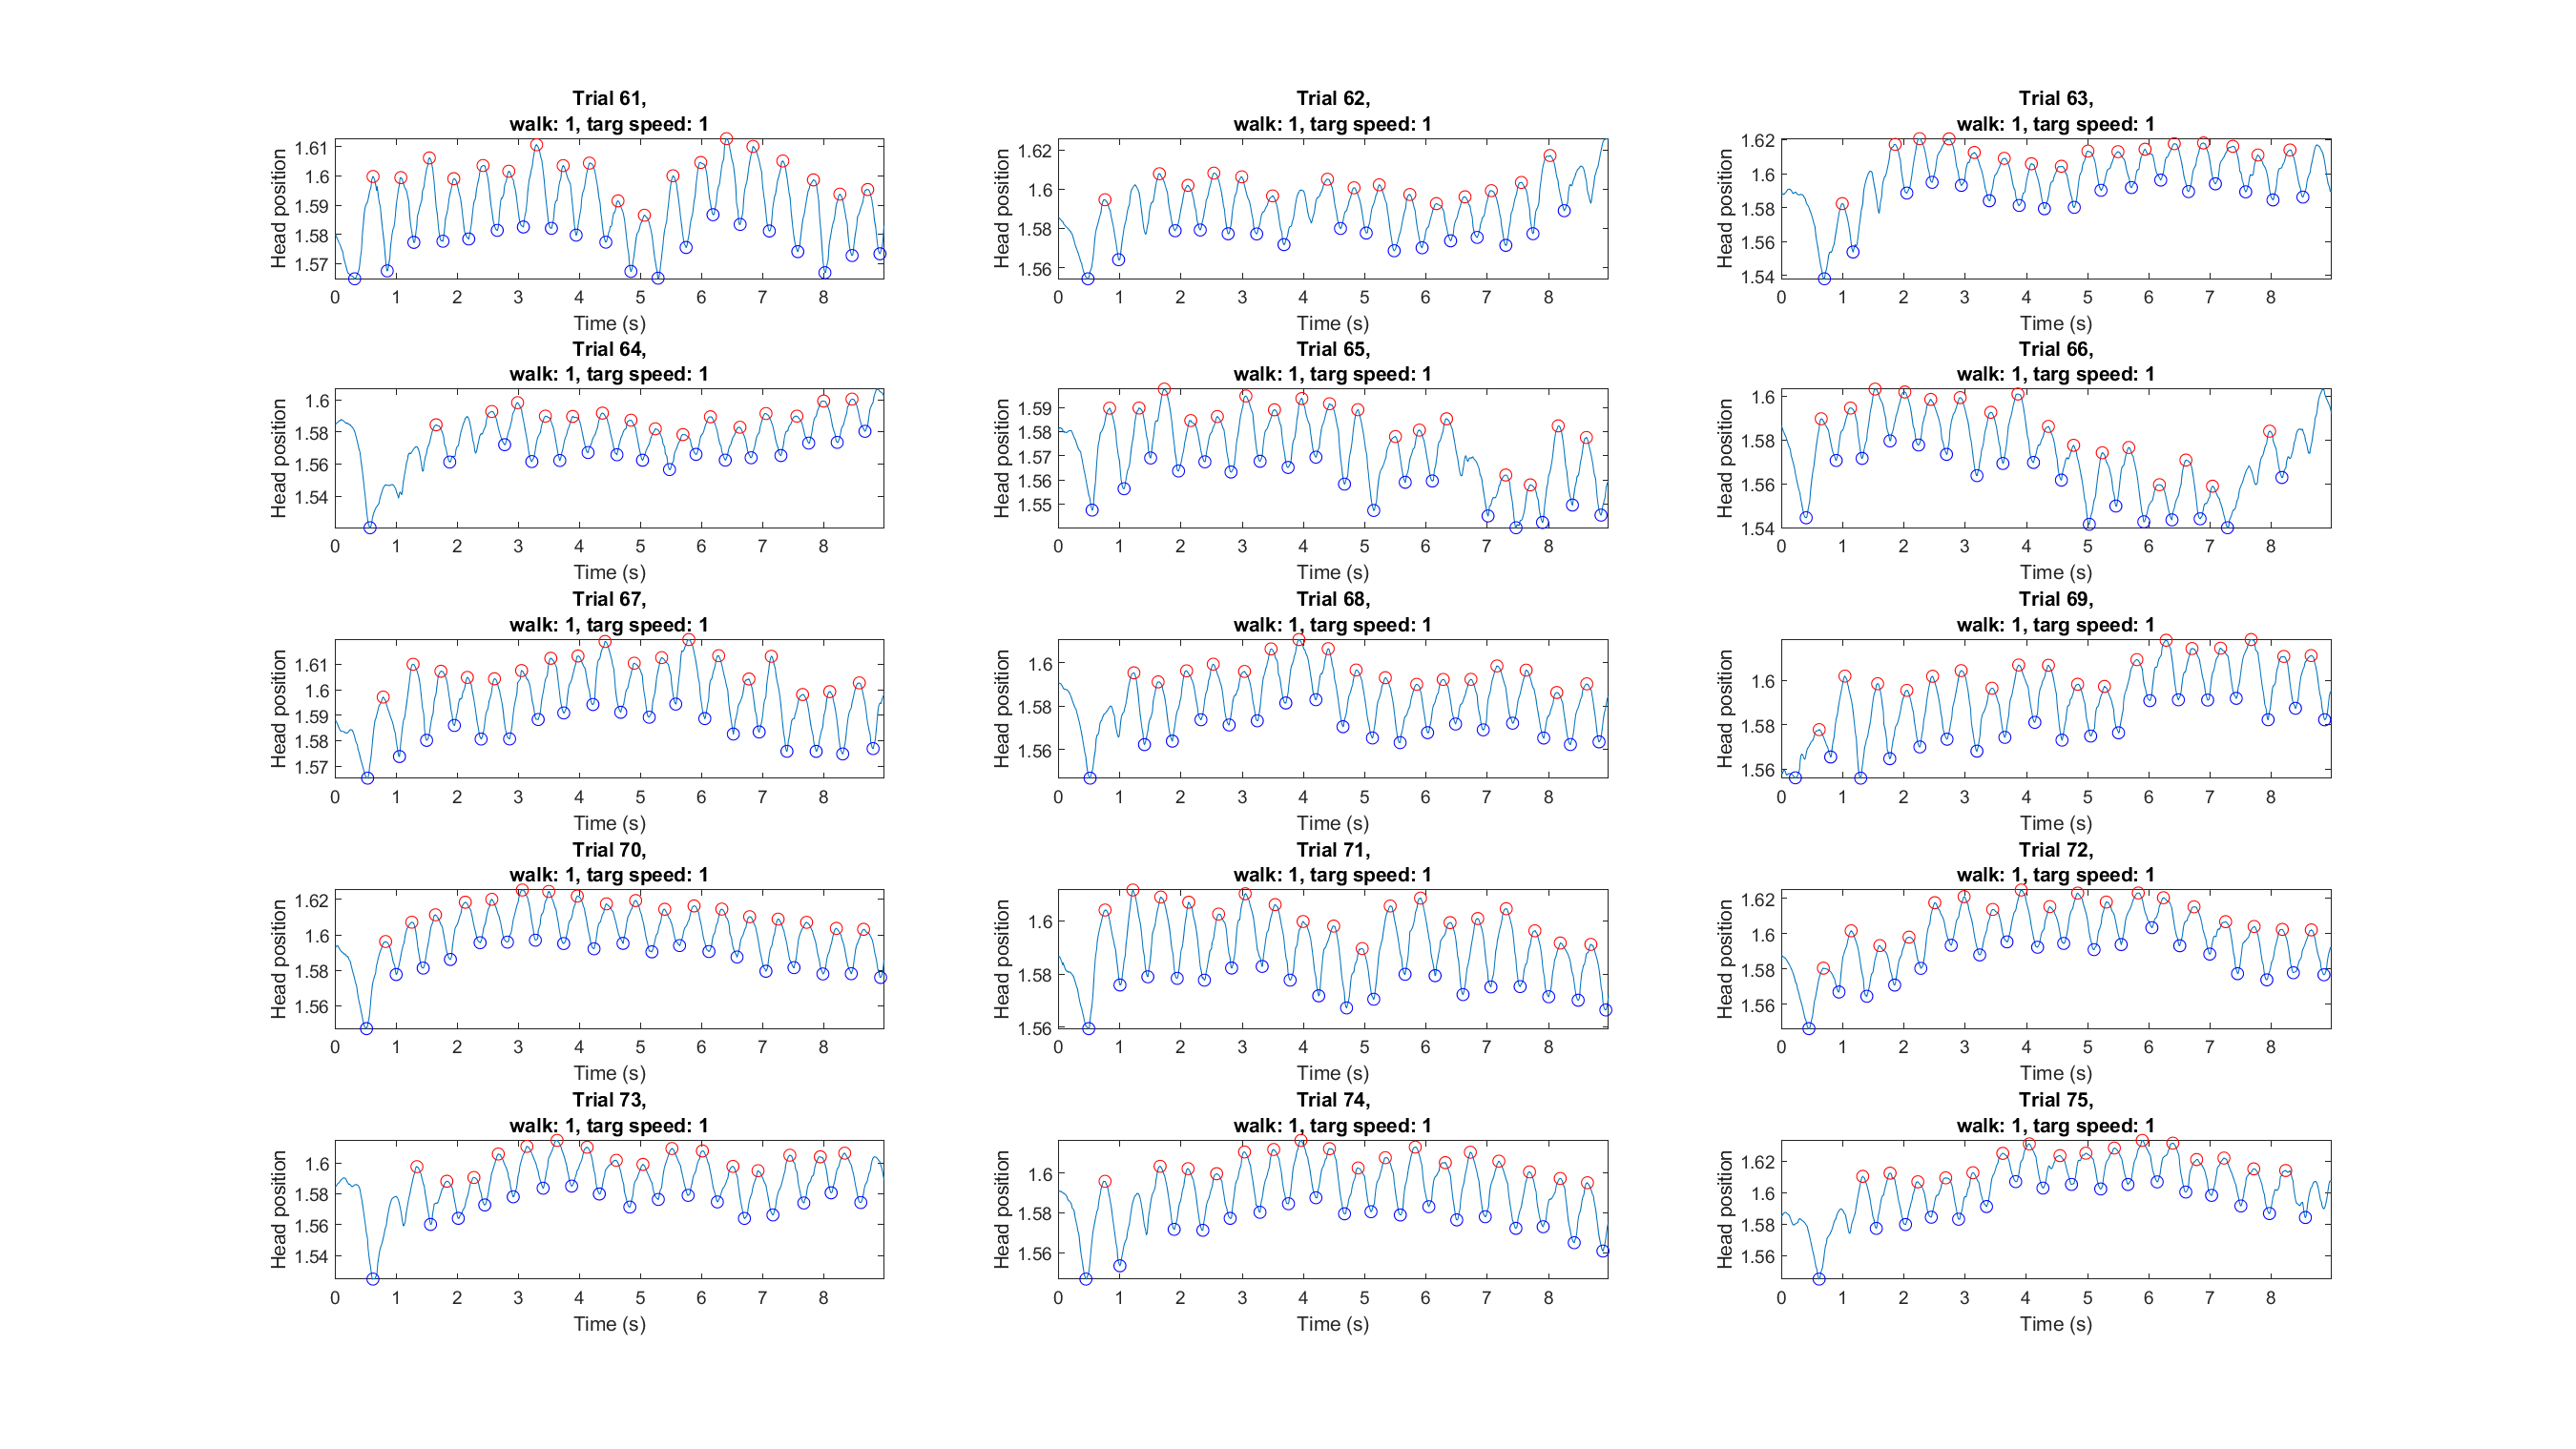 Trial 61,
walk: 1, targ speed: 1
Head position
1.61
1.6
1.59
1.58
1.57
0 1 2 3 4 5 6 7 8
Time (s)
Trial 62,
walk: 1, targ speed: 1
Head position
1.62
1.6
1.58
1.56
0 1 2 3 4 5 6 7 8
Time (s)
Trial 63,
walk: 1, targ speed: 1
Head position
1.62
1.6
1.58
1.56
1.54
0 1 2 3 4 5 6 7 8
Time (s)
Trial 64,
walk: 1, targ speed: 1
Head position
1.6
1.58
1.56
1.54
0 1 2 3 4 5 6 7 8
Time (s)
Trial 65,
walk: 1, targ speed: 1
Head position
1.59
1.58
1.57
1.56
1.55
0 1 2 3 4 5 6 7 8
Time (s)
Trial 66,
walk: 1, targ speed: 1
Head position
1.6
1.58
1.56
1.54
0 1 2 3 4 5 6 7 8
Time (s)
Trial 67,
walk: 1, targ speed: 1
Head position
1.61
1.6
1.59
1.58
1.57
0 1 2 3 4 5 6 7 8
Time (s)
Trial 68,
walk: 1, targ speed: 1
Head position
1.6
1.58
1.56
0 1 2 3 4 5 6 7 8
Time (s)
Trial 69,
walk: 1, targ speed: 1
Head position
1.6
1.58
1.56
0 1 2 3 4 5 6 7 8
Time (s)
Trial 70,
walk: 1, targ speed: 1
Head position
1.62
1.6
1.58
1.56
0 1 2 3 4 5 6 7 8
Time (s)
Trial 71,
walk: 1, targ speed: 1
Head position
1.6
1.58
1.56
0 1 2 3 4 5 6 7 8
Time (s)
Trial 72,
walk: 1, targ speed: 1
Head position
1.62
1.6
1.58
1.56
0 1 2 3 4 5 6 7 8
Time (s)
Trial 73,
walk: 1, targ speed: 1
Head position
1.6
1.58
1.56
1.54
0 1 2 3 4 5 6 7 8
Time (s)
Trial 74,
walk: 1, targ speed: 1
Head position
1.6
1.58
1.56
0 1 2 3 4 5 6 7 8
Time (s)
Trial 75,
walk: 1, targ speed: 1
Head position
1.62
1.6
1.58
1.56
0 1 2 3 4 5 6 7 8
Time (s)